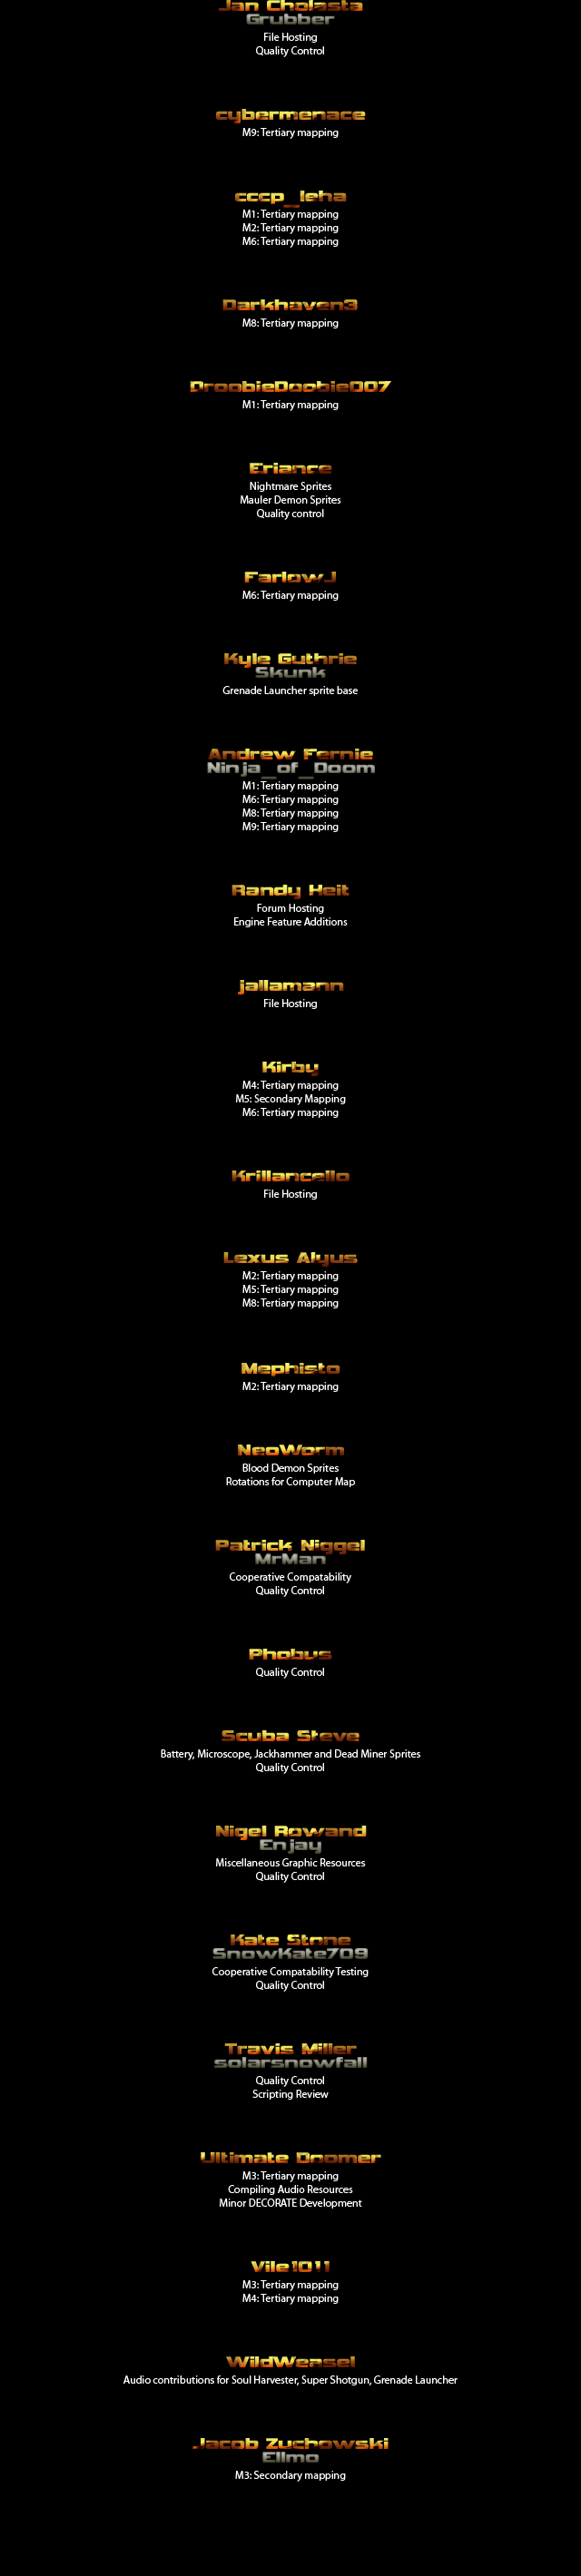 Jan Cholasta
Grubber
File Hosting
Quality Control
cybermenace
M9: Tertiary mapping
cccp_leha
M1: Tertiary mapping
M2: Tertiary mapping
M6: Tertiary mapping
Darkhaven3
M8: Tertiary mapping
DroobieDoobie007
M1: Tertiary mapping
Eriance
Nightmare Sprites
Mauler Demon Sprites
Quality control
FarlowJ
M6: Tertiary mapping
Kyle Guthrie
Skunk
Grenade Launcher sprite base
Andrew Fernie
Ninja_of_Doom
M1: Tertiary mapping
M6: Tertiary mapping
M8: Tertiary mapping
M9: Tertiary mapping
Randy Heit
Forum Hosting
Engine Feature Additions
jallamann
File Hosting
Kirby
M4: Tertiary mapping
M5: Secondary Mapping
M6: Tertiary mapping
Krillancello
File Hosting
Lexus Alyus
M2: Tertiary mapping
M5: Tertiary mapping
M8: Tertiary mapping
Mephisto
M2: Tertiary mapping
NeoWorm
Blood Demon Sprites
Rotations for Computer Map
Patrick Niggel
MrMan
Cooperative Compatability
Quality Control
Phobus
Quality Control
Scuba Steve
Battery, Microscope, Jackhammer and Dead Miner Sprites
Quality Control
Nigel Rowand
Enjay
Miscellaneous Graphic Resources
Quality Control
Kate Stone
SnowKate709
Cooperative Compatability Testing
Quality Control
Travis Miller
solarsnowfall
Quality Control
Scripting Review
Ultimate Doomer
M3: Tertiary mapping
Compiling Audio Resources
Minor DECORATE Development
Vile1011
M3: Tertiary mapping
M4: Tertiary mapping
WildWeasel
Audio contributions for Soul Harvester, Super Shotgun, Grenade Launcher
Jacob Zuchowski
Ellmo
M3: Secondary mapping